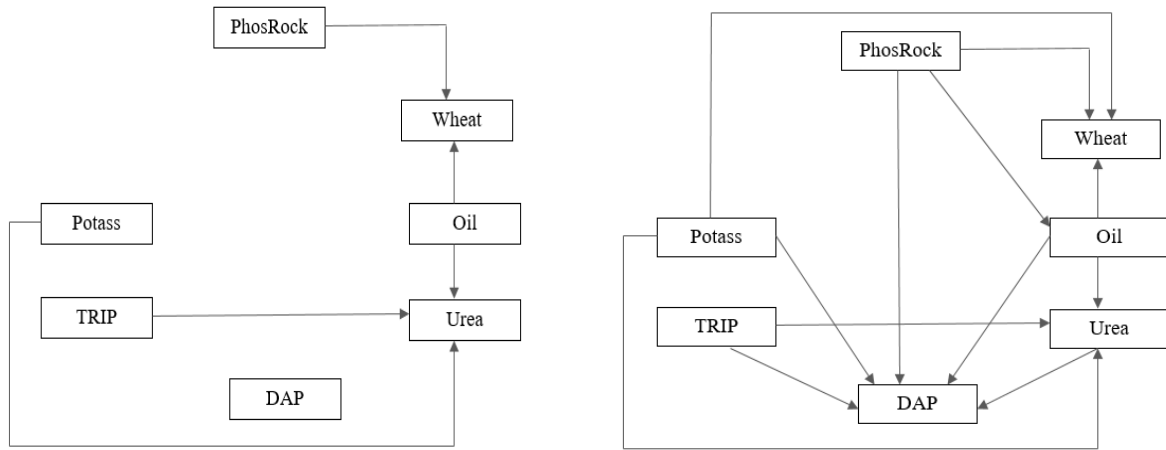 PhosRock
Wheat
Potass
Oil
TRIP
Urea
DAP
PhosRock
Wheat
Potass
Oil
TRIP
Urea
DAP